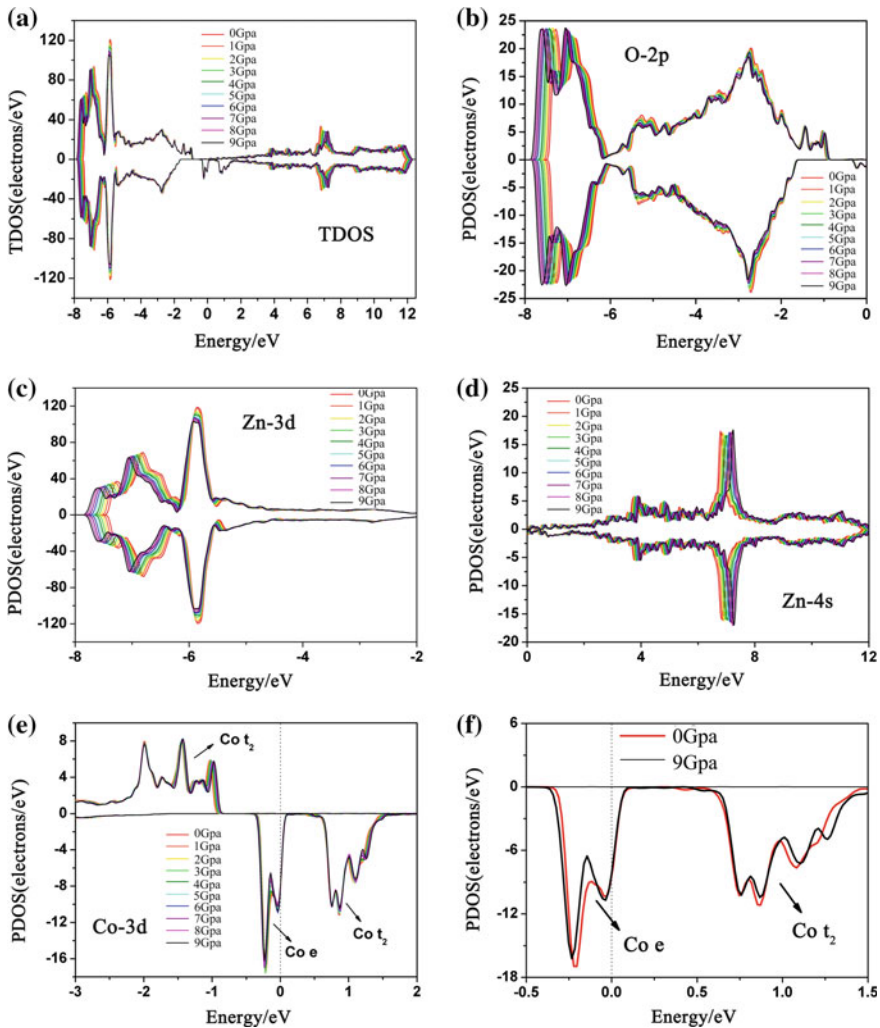 (a)
120
80
40
0
-40
-80
-120
TDOS(electrons/eV)
0Gpa
1Gpa
2Gpa
3Gpa
4Gpa
5Gpa
6Gpa
7Gpa
8Gpa
9Gpa
TDOS
-8 -6 -4 -2 0 2 4 6 8 10 12
Energy/eV
(b)
25
20
15
10
5
0
-5
-10
-15
-20
-25
PDOS(electrons/eV)
O-2p
0Gpa
1Gpa
2Gpa
3Gpa
4Gpa
5Gpa
6Gpa
7Gpa
8Gpa
9Gpa
-8 -6 -4 -2 0
Energy/eV
(c)
120
80
40
0
-40
-80
-120
PDOS(electrons/eV)
Zn-3d
0Gpa
1Gpa
2Gpa
3Gpa
4Gpa
5Gpa
6Gpa
7Gpa
8Gpa
9Gpa
-8 -6 -4 -2
Energy/eV
(d)
25
20
15
10
5
0
-5
-10
-15
-20
PDOS(electrons/eV)
0Gpa
1Gpa
2Gpa
3Gpa
4Gpa
5Gpa
6Gpa
7Gpa
8Gpa
9Gpa
Zn-4s
0 4 8 12
Energy/eV
(e)
8
4
0
-4
-8
-12
-16
PDOS(electrons/eV)
Co t2
0Gpa
1Gpa
2Gpa
3Gpa
4Gpa
5Gpa
6Gpa
7Gpa
8Gpa
9Gpa
Co-3d
Co e
Co t2
-3 -2 -1 0 1 2
Energy/eV
(f)
6
0
-6
-12
-18
PDOS(electrons/eV)
0Gpa
9Gpa
Co e
Co t2
-0.5 0.0 0.5 1.0 1.5
Energy/eV